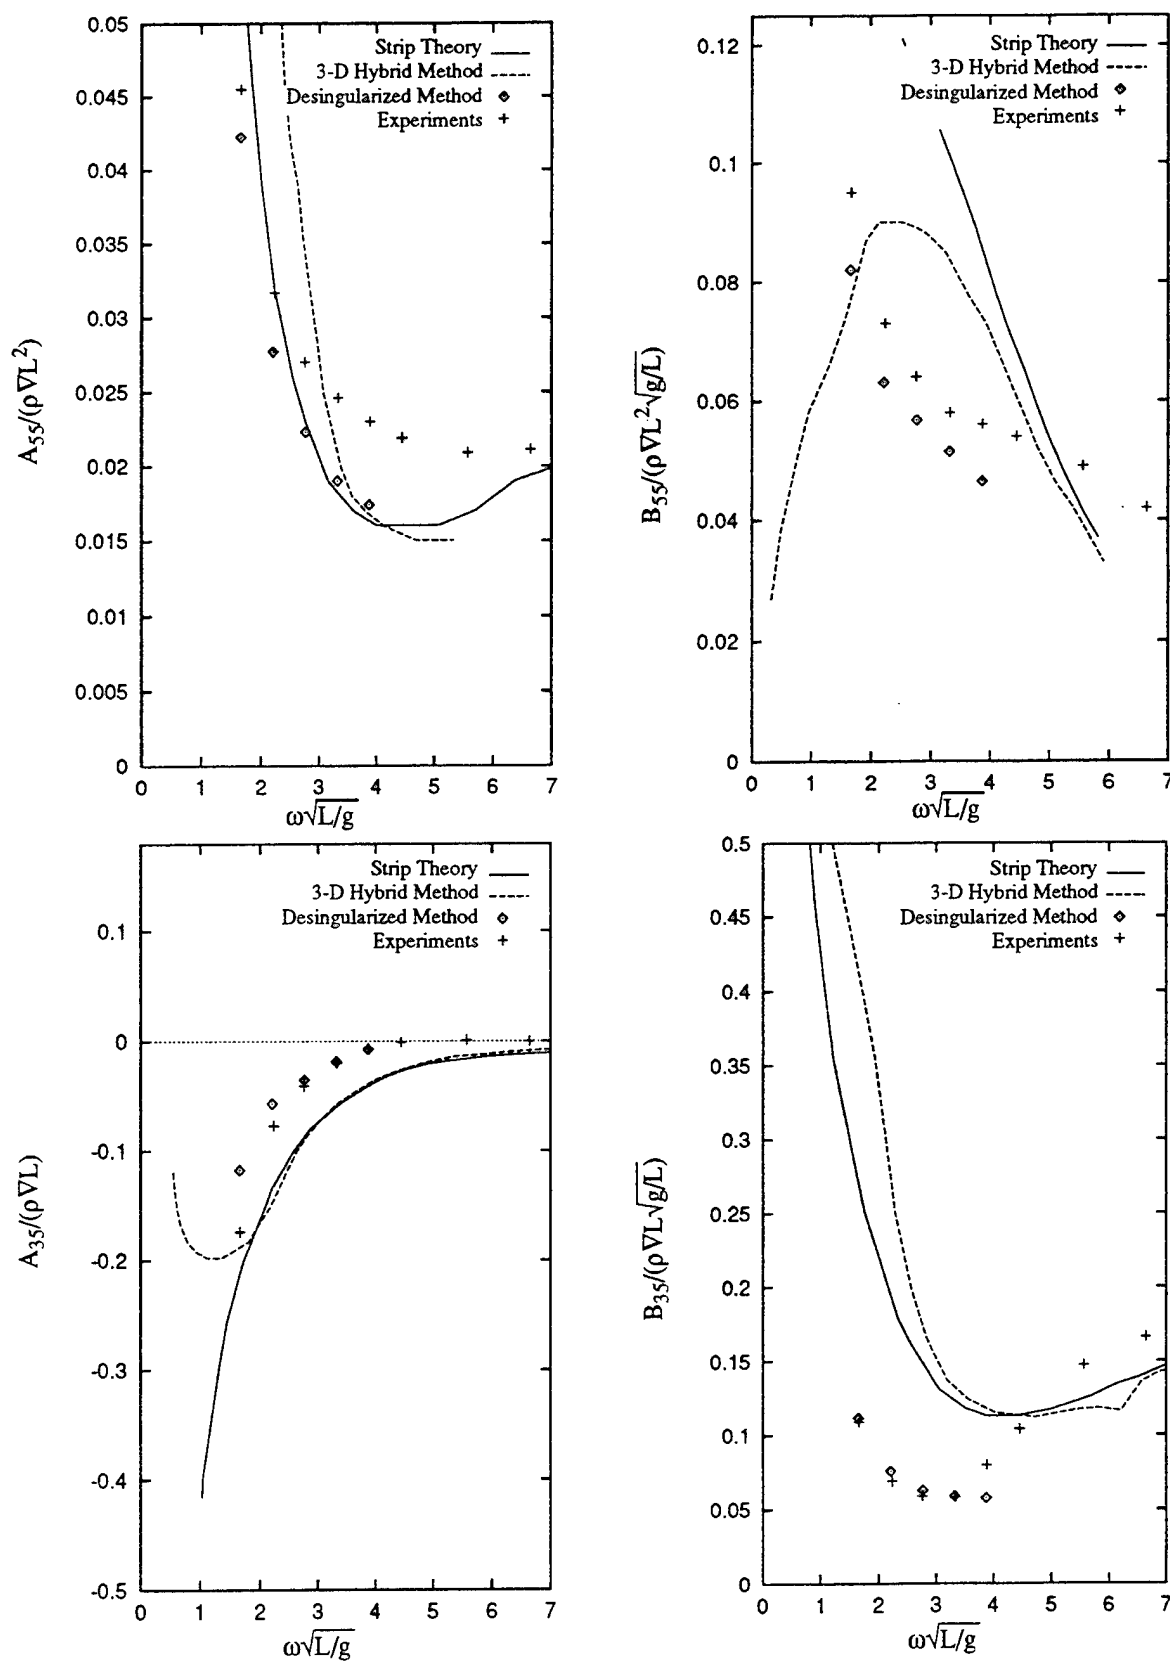 0.05
0.045
0.04
0.035
0.03
0.025
0.02
0.015
0.01
0.005
0
A55/(ρ∇L²)
Strip Theory
3-D Hybrid Method
Desingularized Method
Experiments
0 1 2 3 4 5 6 7
ω√L/g
0.12
0.1
0.08
0.06
0.04
0.02
0
B55/(ρ∇L²√g/L)
Strip Theory
3-D Hybrid Method
Desingularized Method
Experiments
0 1 2 3 4 5 6 7
ω√L/g
0.1
0
-0.1
-0.2
-0.3
-0.4
-0.5
A35/(ρ∇L)
Strip Theory
3-D Hybrid Method
Desingularized Method
Experiments
0 1 2 3 4 5 6 7
ω√L/g
0.5
0.45
0.4
0.35
0.3
0.25
0.2
0.15
0.1
0.05
0
B35/(ρ∇L√g/L)
Strip Theory
3-D Hybrid Method
Desingularized Method
Experiments
0 1 2 3 4 5 6 7
ω√L/g